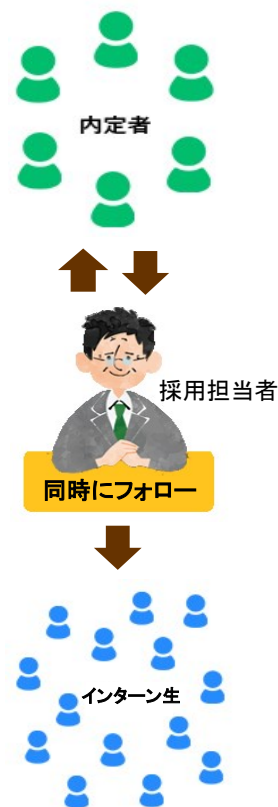 内定者
採用担当者
同時にフォロー
インターン生